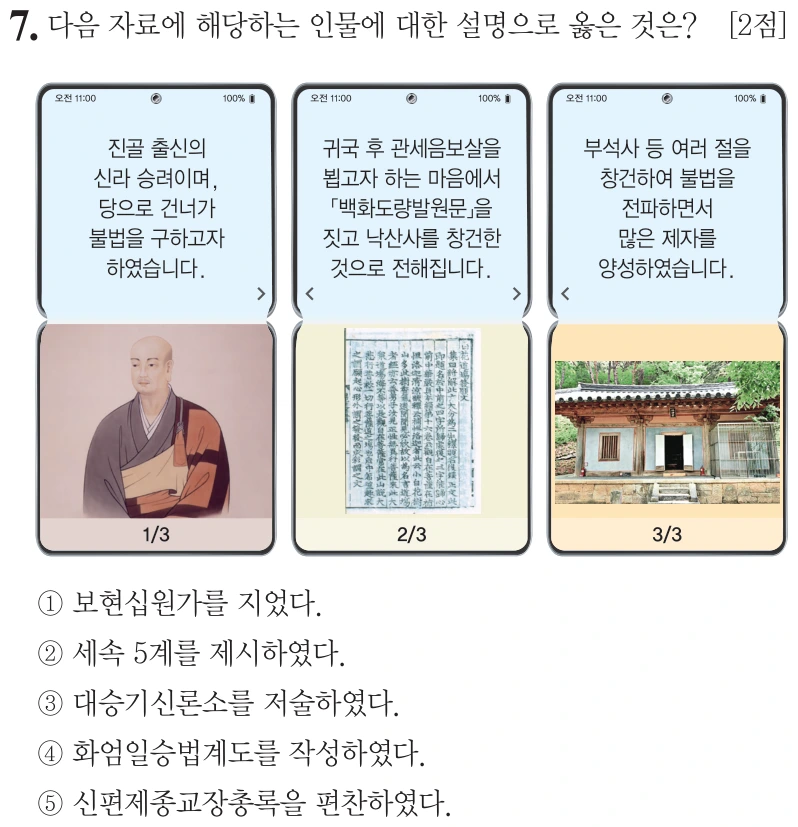 7. 다음 자료에 해당하는 인물에 대한 설명으로 옳은 것은? [2점]
오전 11:00 100%
진골 출신의
신라 승려이며,
당으로 건너가
불법을 구하고자
하였습니다.
1/3
오전 11:00 100%
귀국 후 관세음보살을
뵙고자 하는 마음에서
「백화도량발원문」을
짓고 낙산사를 창건한
것으로 전해집니다.
2/3
오전 11:00 100%
부석사 등 여러 절을
창건하여 불법을
전파하면서
많은 제자를
양성하였습니다.
3/3
① 보현십원가를 지었다.
② 세속 5계를 제시하였다.
③ 대승기신론소를 저술하였다.
④ 화엄일승법계도를 작성하였다.
⑤ 신편제종교장총록을 편찬하였다.